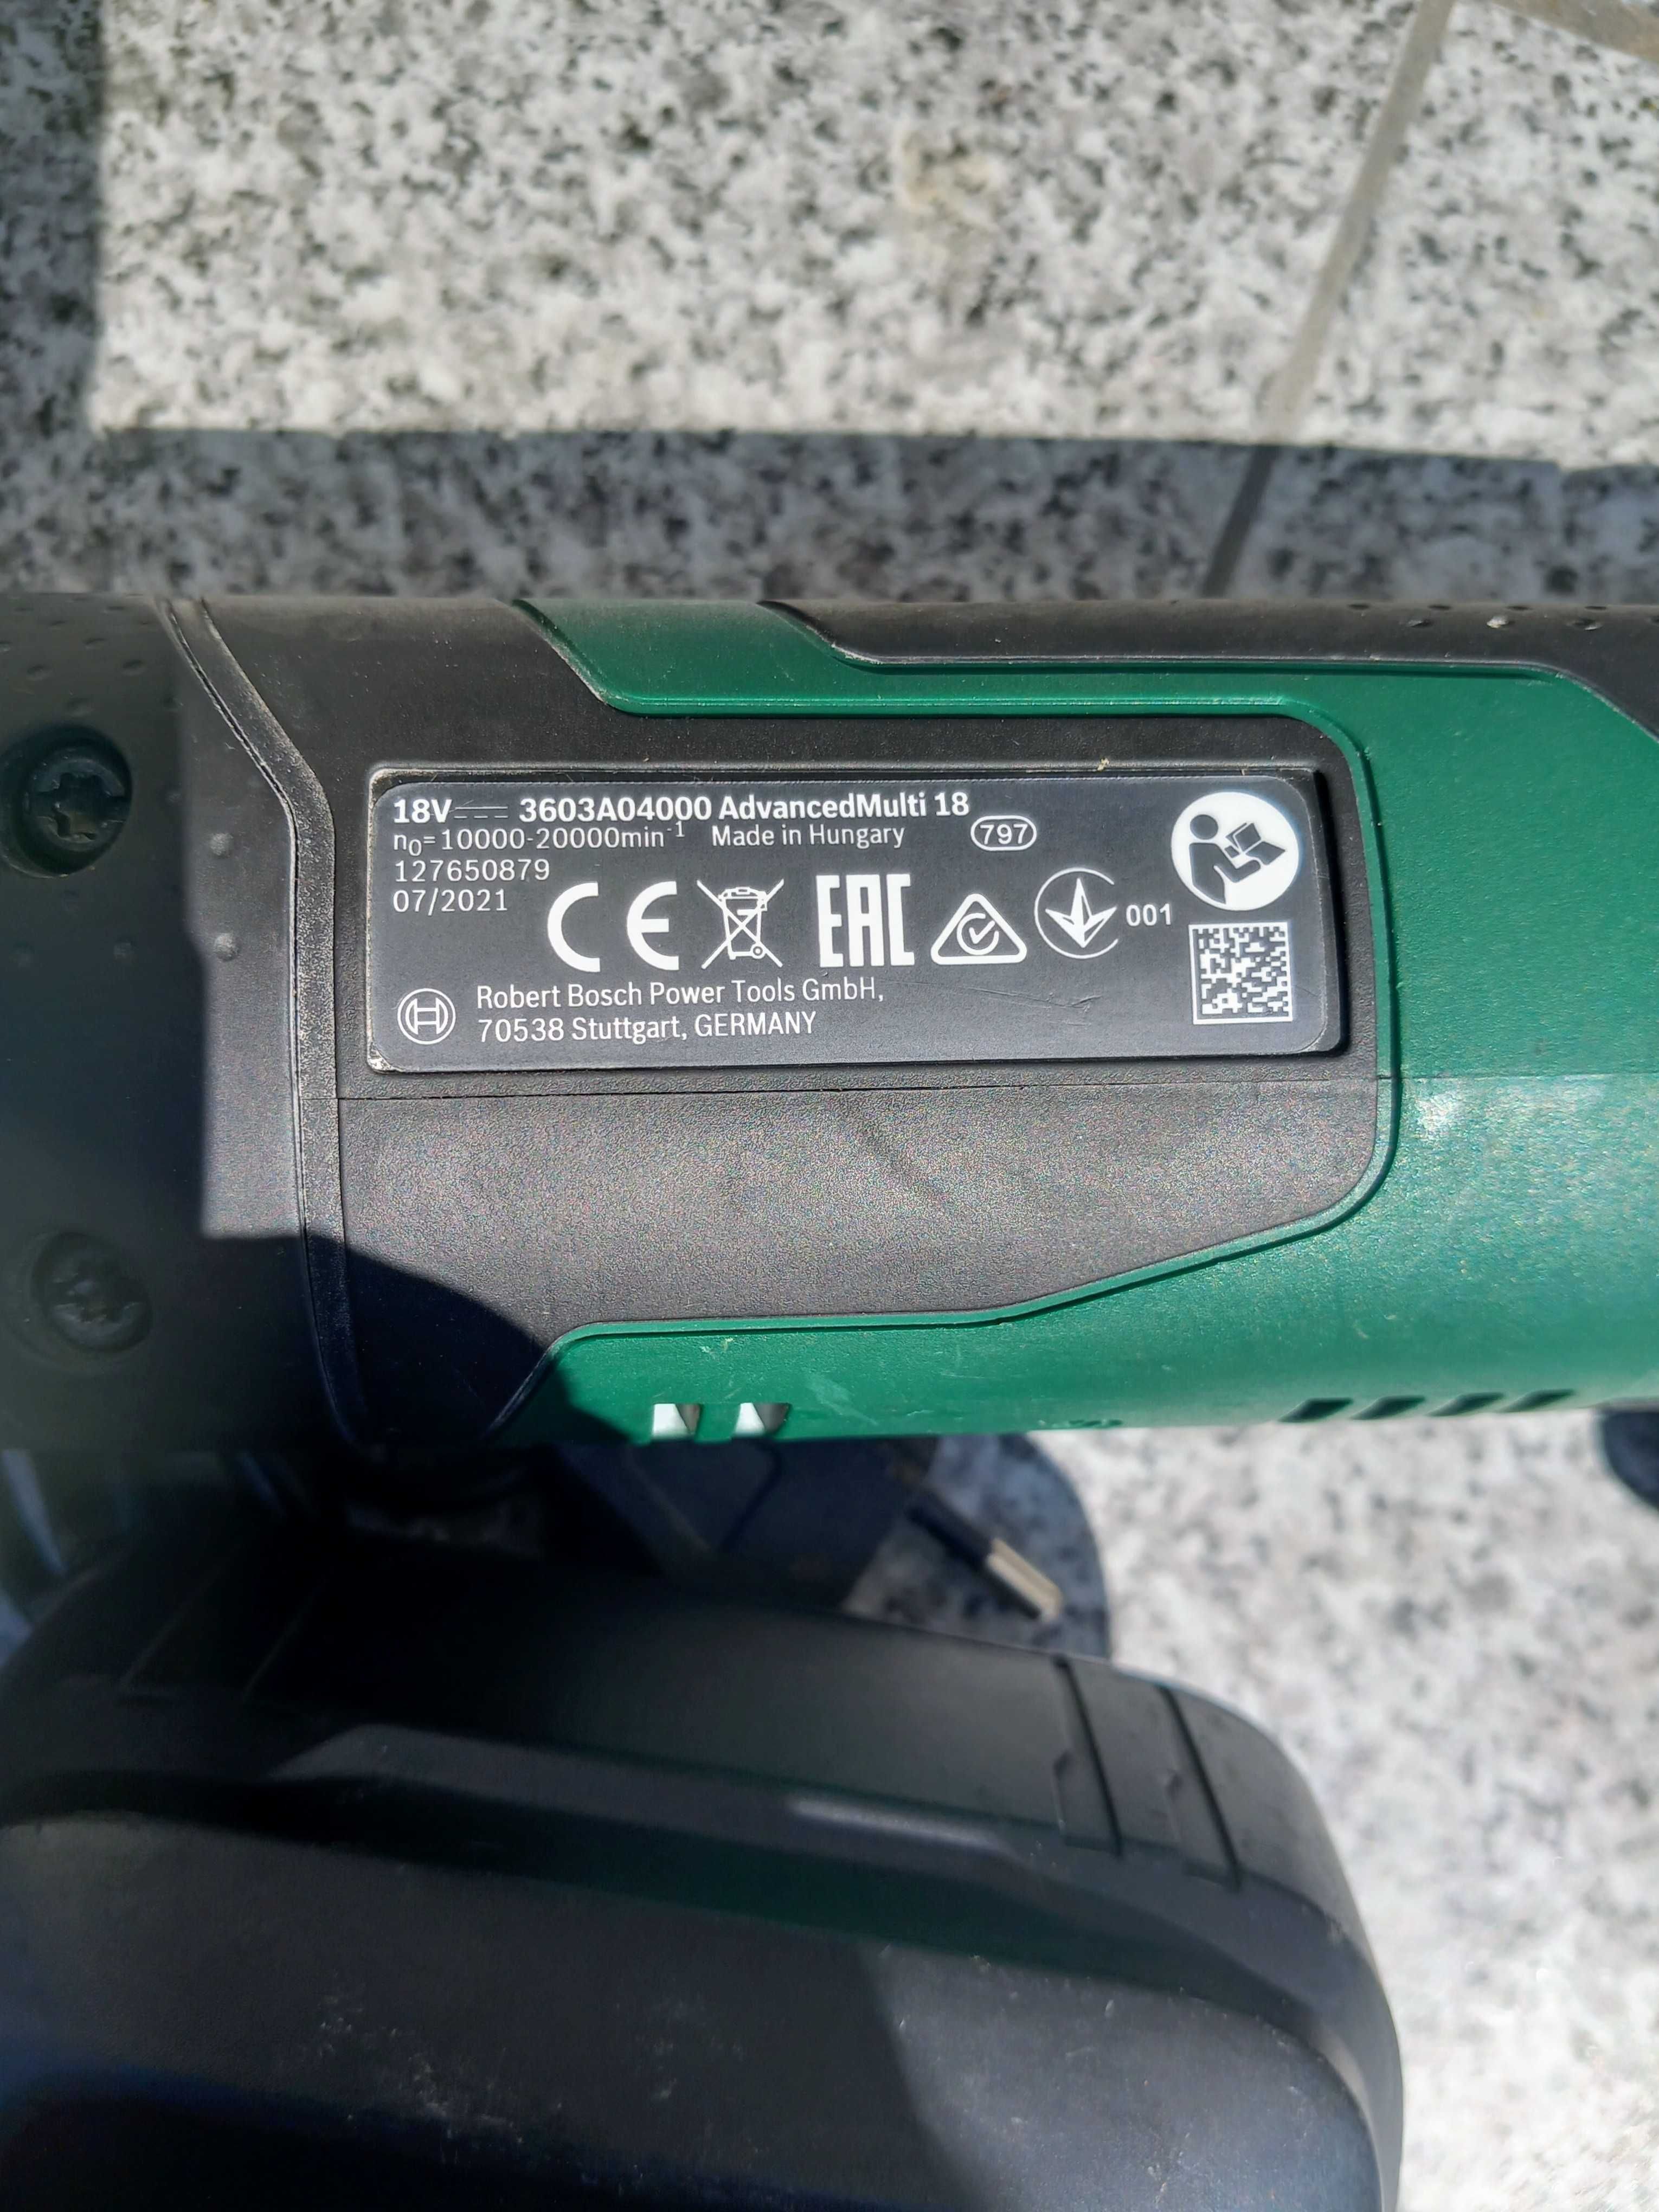 18V 3603A04000 AdvancedMulti 18
n₀=10000-20000min⁻¹ Made in Hungary 797
127650879
07/2021
CE EAC 001
Robert Bosch Power Tools GmbH,
70538 Stuttgart, GERMANY